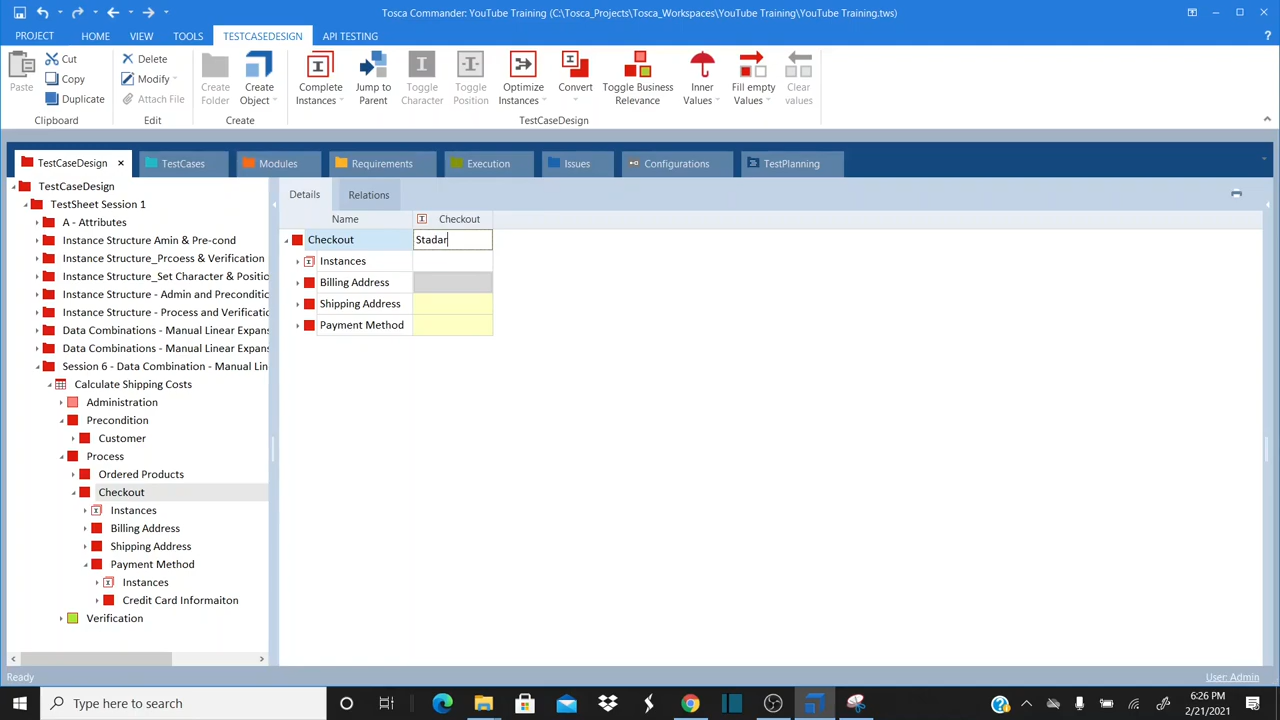 Tosca Commander: YouTube Training (C:\Tosca_Projects\Tosca_Workspaces\YouTube Training\YouTube Training.tws)
PROJECT HOME VIEW TOOLS TESTCASEDESIGN API TESTING
Paste
Cut
Copy
Duplicate
Clipboard
Delete
Modify
Attach File
Edit
Create Folder
Create Object
Create
Complete Instances
Jump to Parent
Toggle Character
Toggle Position
Optimize Instances
Convert
Toggle Business Relevance
Inner Values
Fill empty Values
Clear values
TestCaseDesign
TestCaseDesign TestCases Modules Requirements Execution Issues Configurations TestPlanning
TestCaseDesign
TestSheet Session 1
A - Attributes
Instance Structure Amin & Pre-cond
Instance Structure_Prcoess & Verification
Instance Structure_Set Character & Positio
Instance Structure - Admin and Preconditic
Instance Structure - Process and Verificatic
Data Combinations - Manual Linear Expans
Data Combinations - Manual Linear Expans
Session 6 - Data Combination - Manual Lin
Calculate Shipping Costs
Administration
Precondition
Customer
Process
Ordered Products
Checkout
Instances
Billing Address
Shipping Address
Payment Method
Instances
Credit Card Informaiton
Verification
Details Relations
Name Checkout
Checkout Stadar
Instances
Billing Address
Shipping Address
Payment Method
Ready User: Admin
Type here to search
6:26 PM
2/21/2021